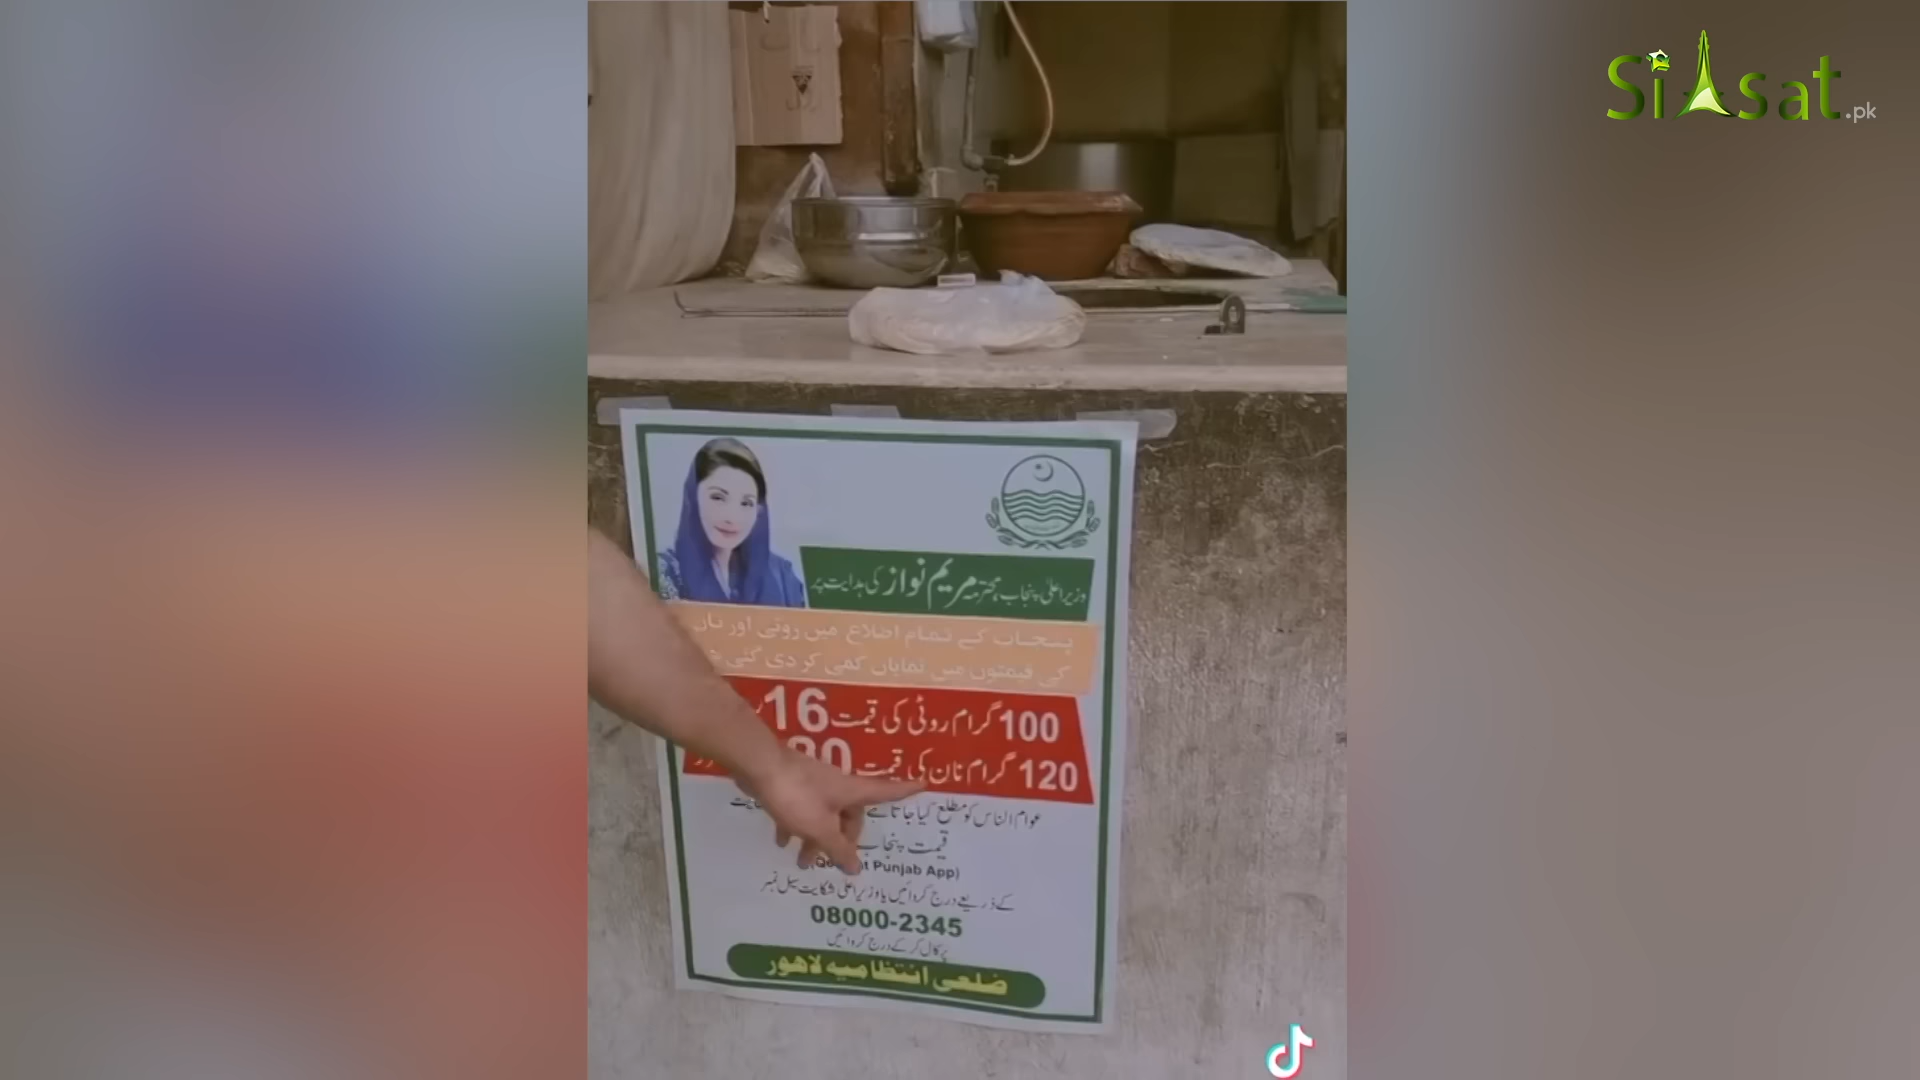 SiAsat.pk
وزیراعلیٰ پنجاب محترمہ مریم نواز کی ہدایت پر
پنجاب کے تمام اضلاع میں روٹی اور نان
کی قیمتوں میں نمایاں کمی کر دی گئی
100 گرام روٹی کی قیمت 16
120 گرام نان کی قیمت
عوام الناس کو مطلع کیا جاتا ہے
قیمت پنجاب
Punjab App)
کے ذریعے درج کروائیں یا وزیراعلیٰ شکایت سیل نمبر
08000-2345
پر کال کر کے درج کروائیں
ضلعی انتظامیہ لاہور